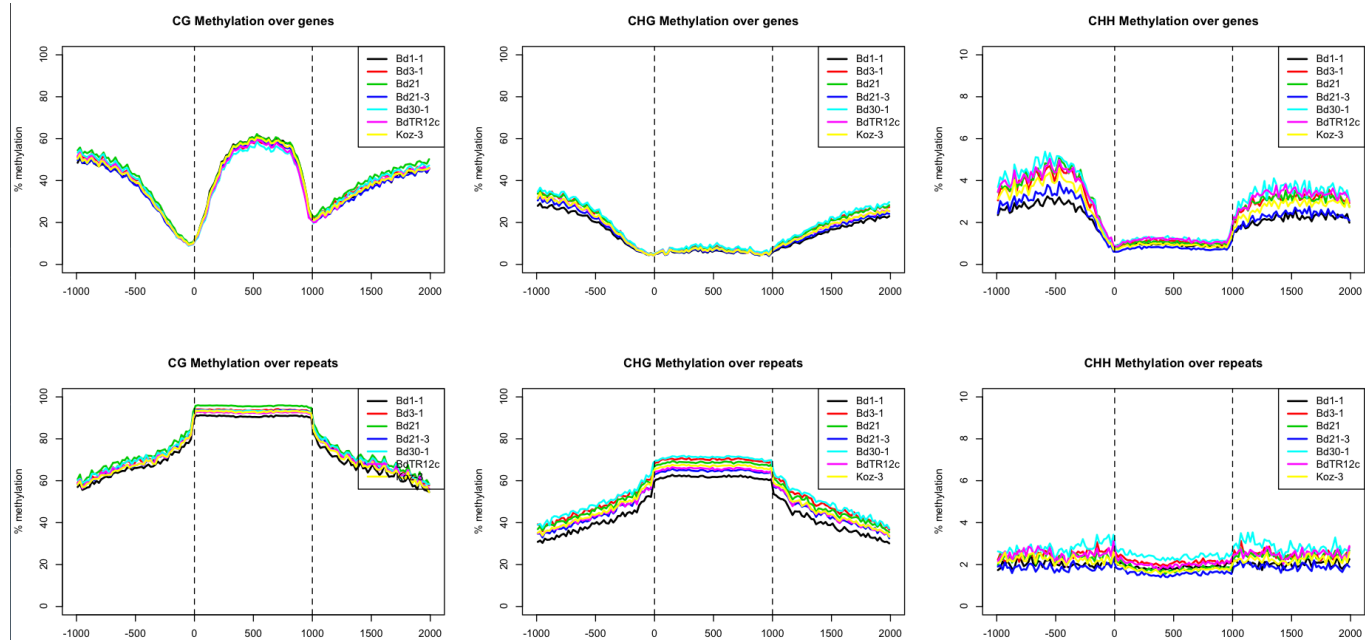 CG Methylation over genes
% methylation
100
80
60
40
20
0
-1000 -500 0 500 1000 1500 2000
Bd1-1
Bd3-1
Bd21
Bd21-3
Bd30-1
BdTR12c
Koz-3
CHG Methylation over genes
% methylation
100
80
60
40
20
0
-1000 -500 0 500 1000 1500 2000
Bd1-1
Bd3-1
Bd21
Bd21-3
Bd30-1
BdTR12c
Koz-3
CHH Methylation over genes
% methylation
10
8
6
4
2
0
-1000 -500 0 500 1000 1500 2000
Bd1-1
Bd3-1
Bd21
Bd21-3
Bd30-1
BdTR12c
Koz-3
CG Methylation over repeats
% methylation
100
80
60
40
20
0
-1000 -500 0 500 1000 1500 2000
Bd1-1
Bd3-1
Bd21
Bd21-3
Bd30-1
BdTR12c
Koz-3
CHG Methylation over repeats
% methylation
100
80
60
40
20
0
-1000 -500 0 500 1000 1500 2000
Bd1-1
Bd3-1
Bd21
Bd21-3
Bd30-1
BdTR12c
Koz-3
CHH Methylation over repeats
% methylation
10
8
6
4
2
0
-1000 -500 0 500 1000 1500 2000
Bd1-1
Bd3-1
Bd21
Bd21-3
Bd30-1
BdTR12c
Koz-3